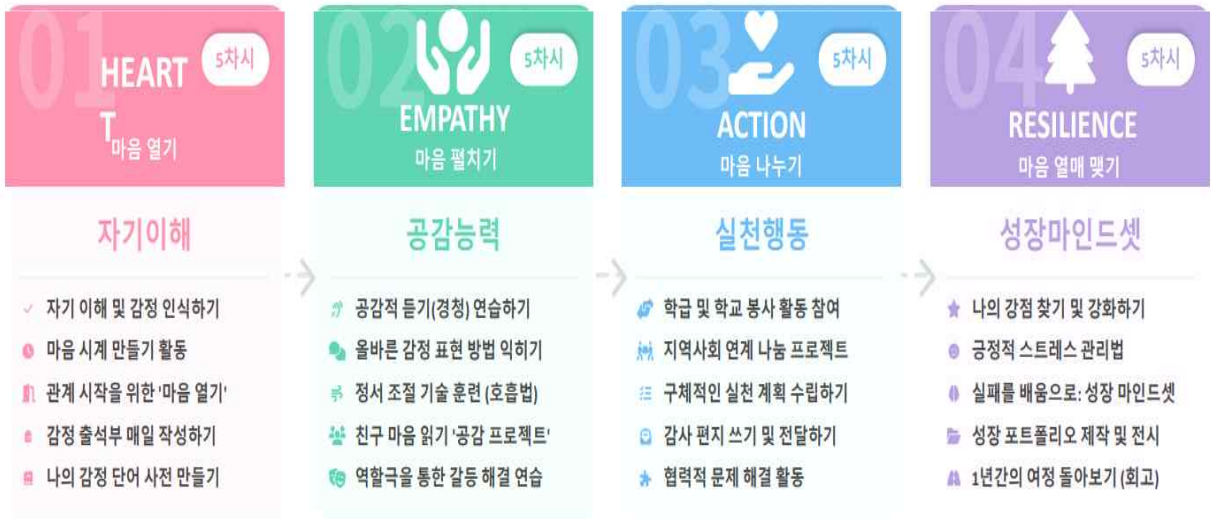 01
5차시
HEART
T
마음 열기
자기이해
자기 이해 및 감정 인식하기
마음 시계 만들기 활동
관계 시작을 위한 '마음 열기'
감정 출석부 매일 작성하기
나의 감정 단어 사전 만들기
02
5차시
EMPATHY
마음 펼치기
공감능력
공감적 듣기(경청) 연습하기
올바른 감정 표현 방법 익히기
정서 조절 기술 훈련 (호흡법)
친구 마음 읽기 '공감 프로젝트'
역할극을 통한 갈등 해결 연습
03
5차시
ACTION
마음 나누기
실천행동
학급 및 학교 봉사 활동 참여
지역사회 연계 나눔 프로젝트
구체적인 실천 계획 수립하기
감사 편지 쓰기 및 전달하기
협력적 문제 해결 활동
04
5차시
RESILIENCE
마음 열매 맺기
성장마인드셋
나의 강점 찾기 및 강화하기
긍정적 스트레스 관리법
실패를 배움으로: 성장 마인드셋
성장 포트폴리오 제작 및 전시
1년간의 여정 돌아보기 (회고)